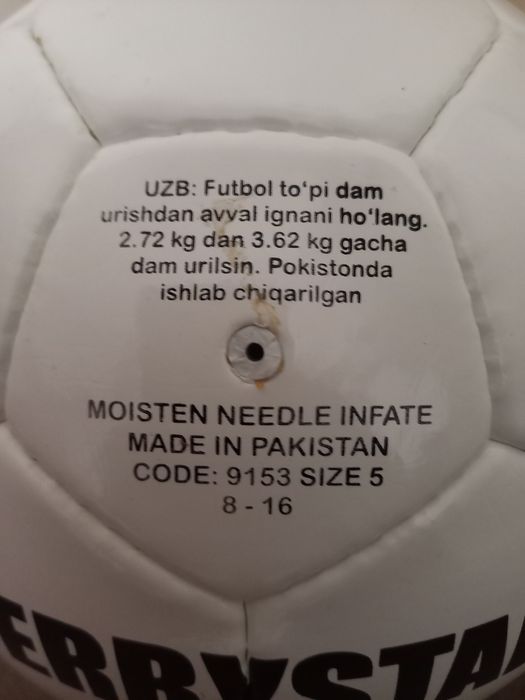 UZB: Futbol to‘pi dam
urishdan avval ignani ho‘lang.
2.72 kg dan 3.62 kg gacha
dam urilsin. Pokistonda
ishlab chiqarilgan
MOISTEN NEEDLE INFATE
MADE IN PAKISTAN
CODE: 9153 SIZE 5
8 - 16
ERBYSTA